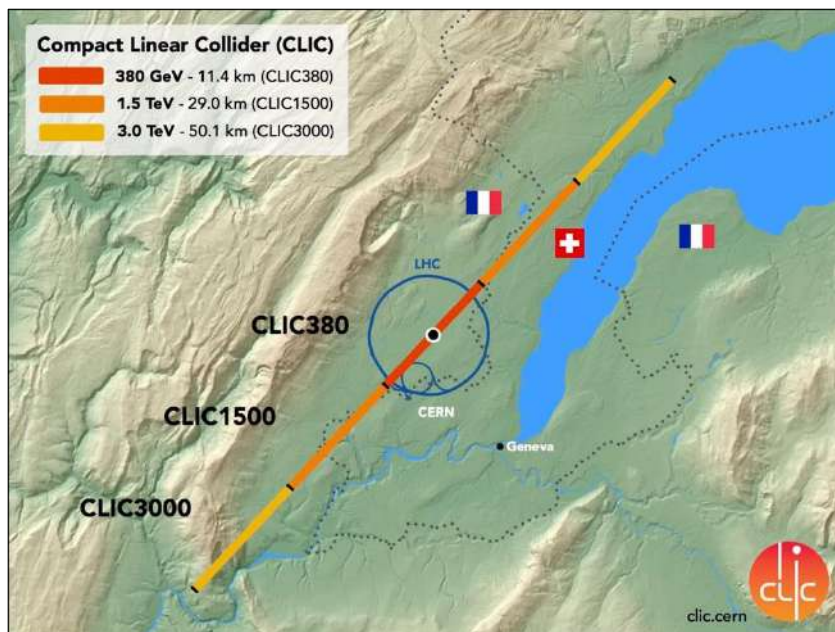 Compact Linear Collider (CLIC)
380 GeV - 11.4 km (CLIC380)
1.5 TeV - 29.0 km (CLIC1500)
3.0 TeV - 50.1 km (CLIC3000)
LHC
CLIC380
CLIC1500
CERN
Geneva
CLIC3000
clic
clic.cern